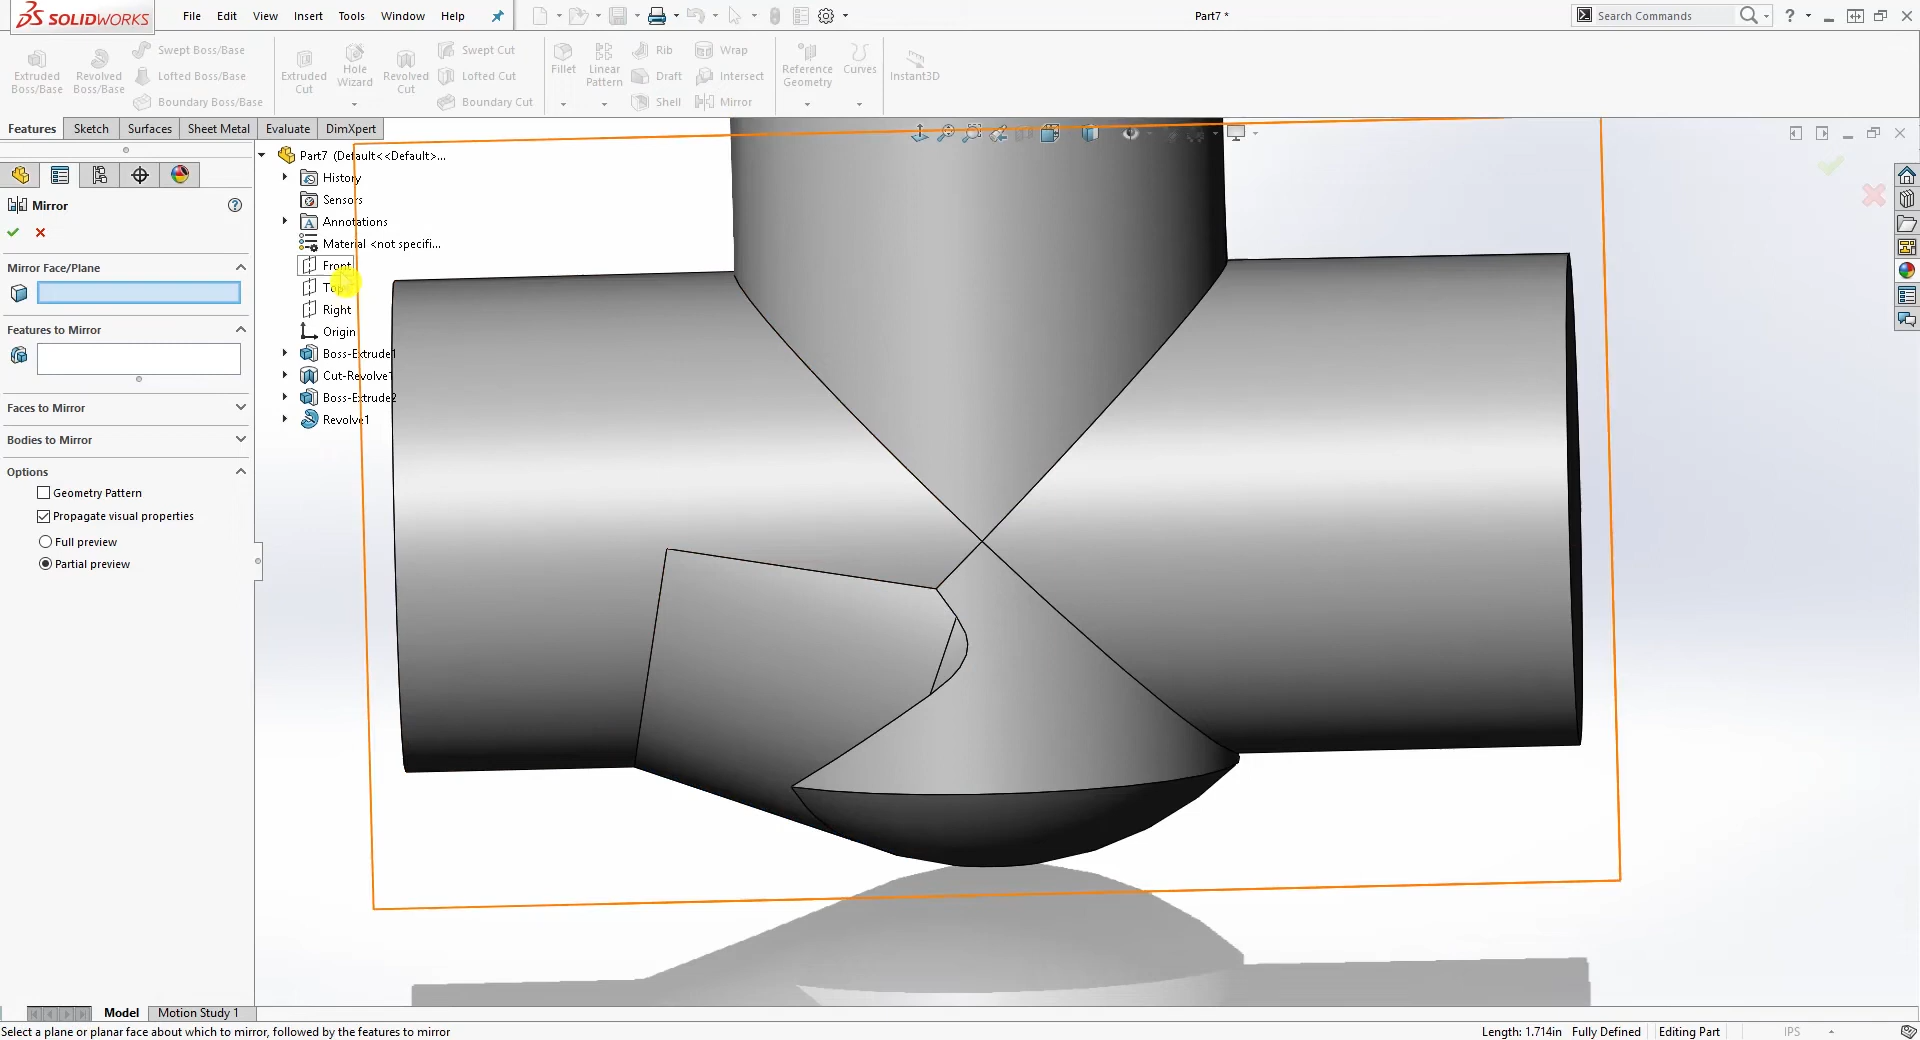 SOLIDWORKS
File Edit View Insert Tools Window Help
Part7 *
Search Commands
Extruded Boss/Base
Revolved Boss/Base
Swept Boss/Base
Lofted Boss/Base
Boundary Boss/Base
Extruded Cut
Hole Wizard
Revolved Cut
Swept Cut
Lofted Cut
Boundary Cut
Fillet
Linear Pattern
Rib
Draft
Shell
Wrap
Intersect
Mirror
Reference Geometry
Curves
Instant3D
Features Sketch Surfaces Sheet Metal Evaluate DimXpert
Part7 (Default<<Default>...
History
Sensors
Annotations
Material <not specifi...
Front
Top
Right
Origin
Boss-Extrude1
Cut-Revolve1
Boss-Extrude2
Revolve1
Mirror
Mirror Face/Plane
Features to Mirror
Faces to Mirror
Bodies to Mirror
Options
Geometry Pattern
Propagate visual properties
Full preview
Partial preview
Model Motion Study 1
Select a plane or planar face about which to mirror, followed by the features to mirror
Length: 1.714in Fully Defined Editing Part IPS